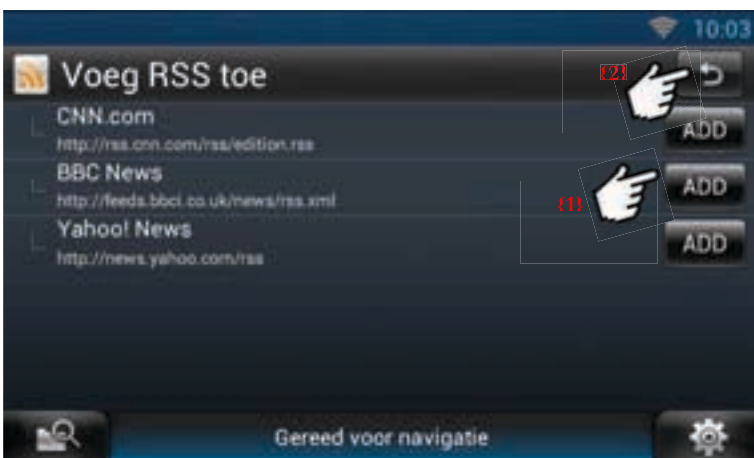 10:03
Voeg RSS toe
{2}
CNN.com
http://rss.cnn.com/rss/edition.rss
ADD
BBC News
http://feeds.bbci.co.uk/news/rss.xml
ADD
{1}
Yahoo! News
http://news.yahoo.com/rss
ADD
Gereed voor navigatie